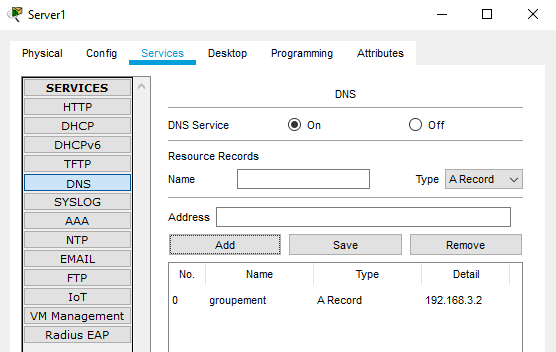 Server1
Physical Config Services Desktop Programming Attributes
SERVICES
HTTP
DHCP
DHCPv6
TFTP
DNS
SYSLOG
AAA
NTP
EMAIL
FTP
IoT
VM Management
Radius EAP
DNS
DNS Service On Off
Resource Records
Name Type A Record
Address
Add Save Remove
No. Name Type Detail
0 groupement A Record 192.168.3.2